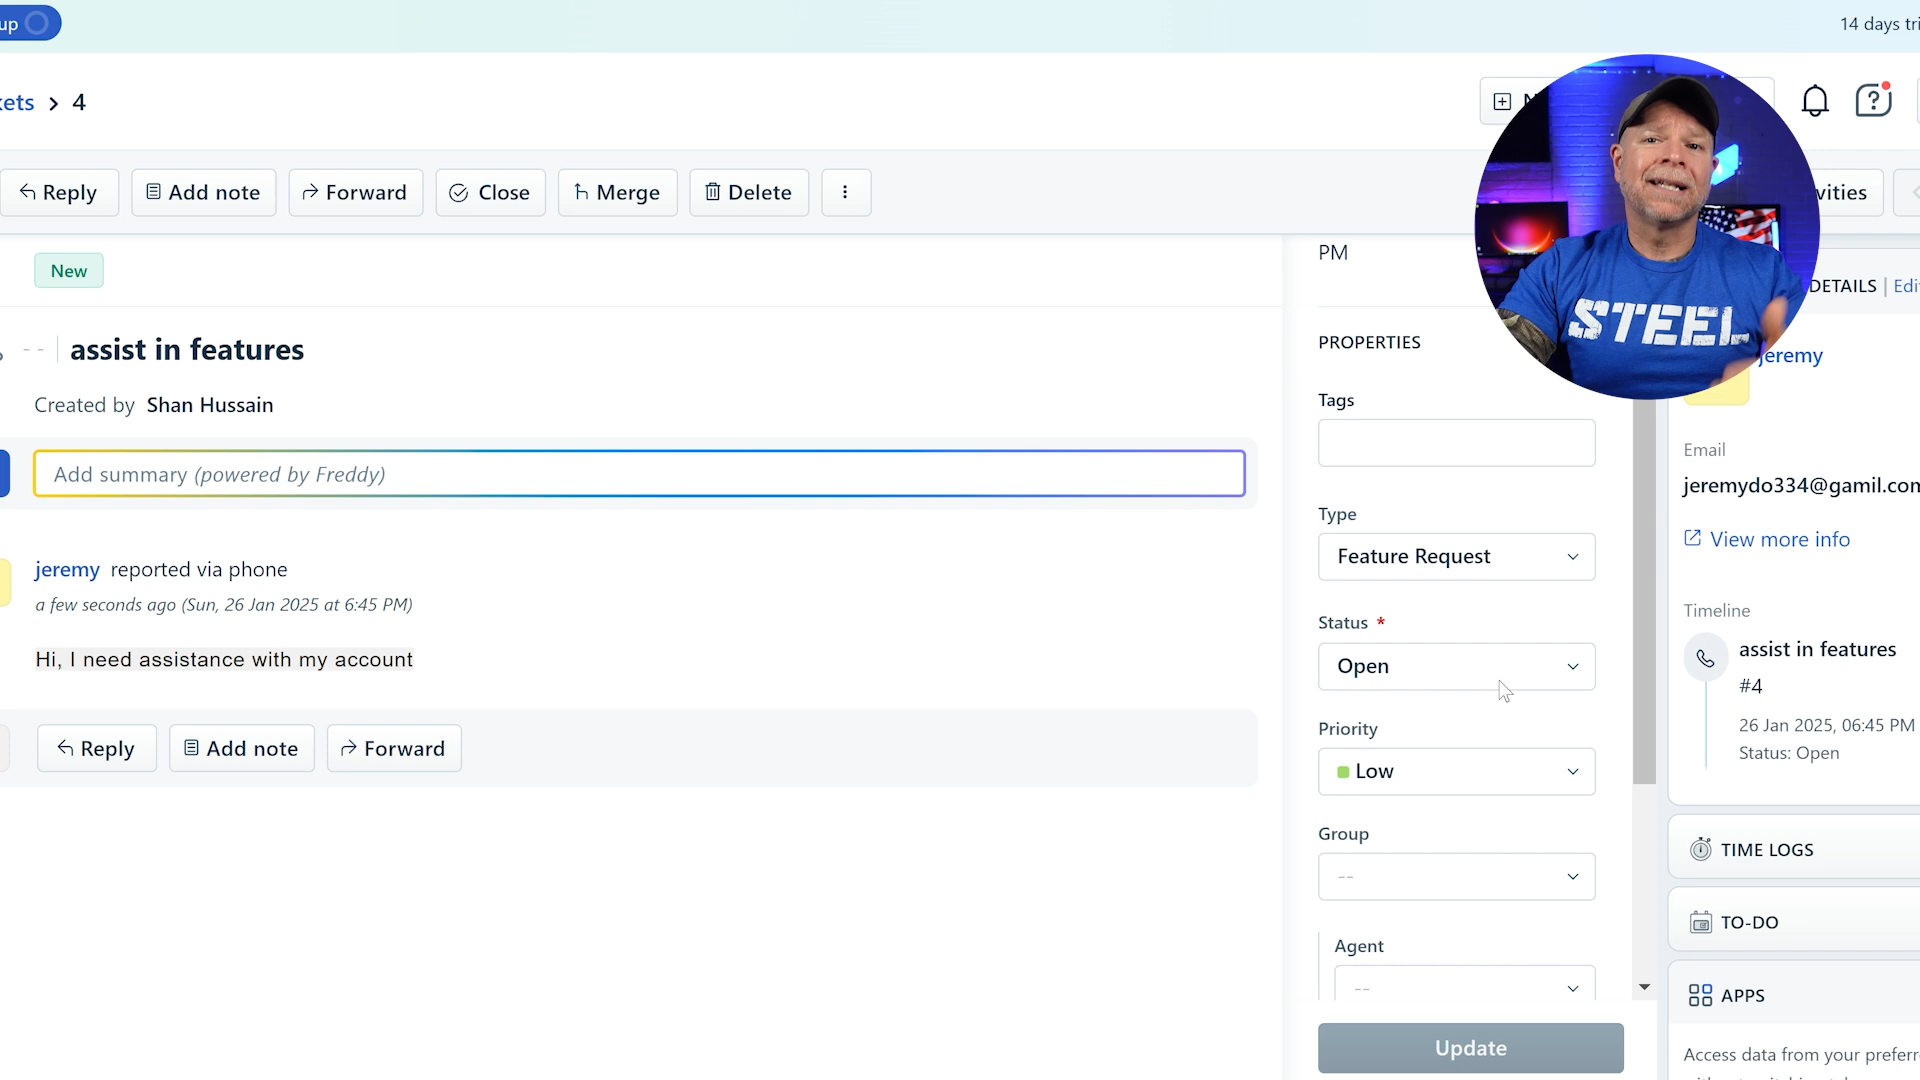 up
14 days tri
kets > 4
Reply
Add note
Forward
Close
Merge
Delete
vities
New
PM
DETAILS | Edi
assist in features
PROPERTIES
STEEL
jeremy
Created by Shan Hussain
Tags
Email
Add summary (powered by Freddy)
jeremydo334@gamil.com
Type
Feature Request
View more info
jeremy reported via phone
a few seconds ago (Sun, 26 Jan 2025 at 6:45 PM)
Timeline
Status *
Hi, I need assistance with my account
Open
assist in features
#4
26 Jan 2025, 06:45 PM
Status: Open
Priority
Reply
Add note
Forward
Low
Group
--
TIME LOGS
TO-DO
Agent
--
APPS
Update
Access data from your preferre